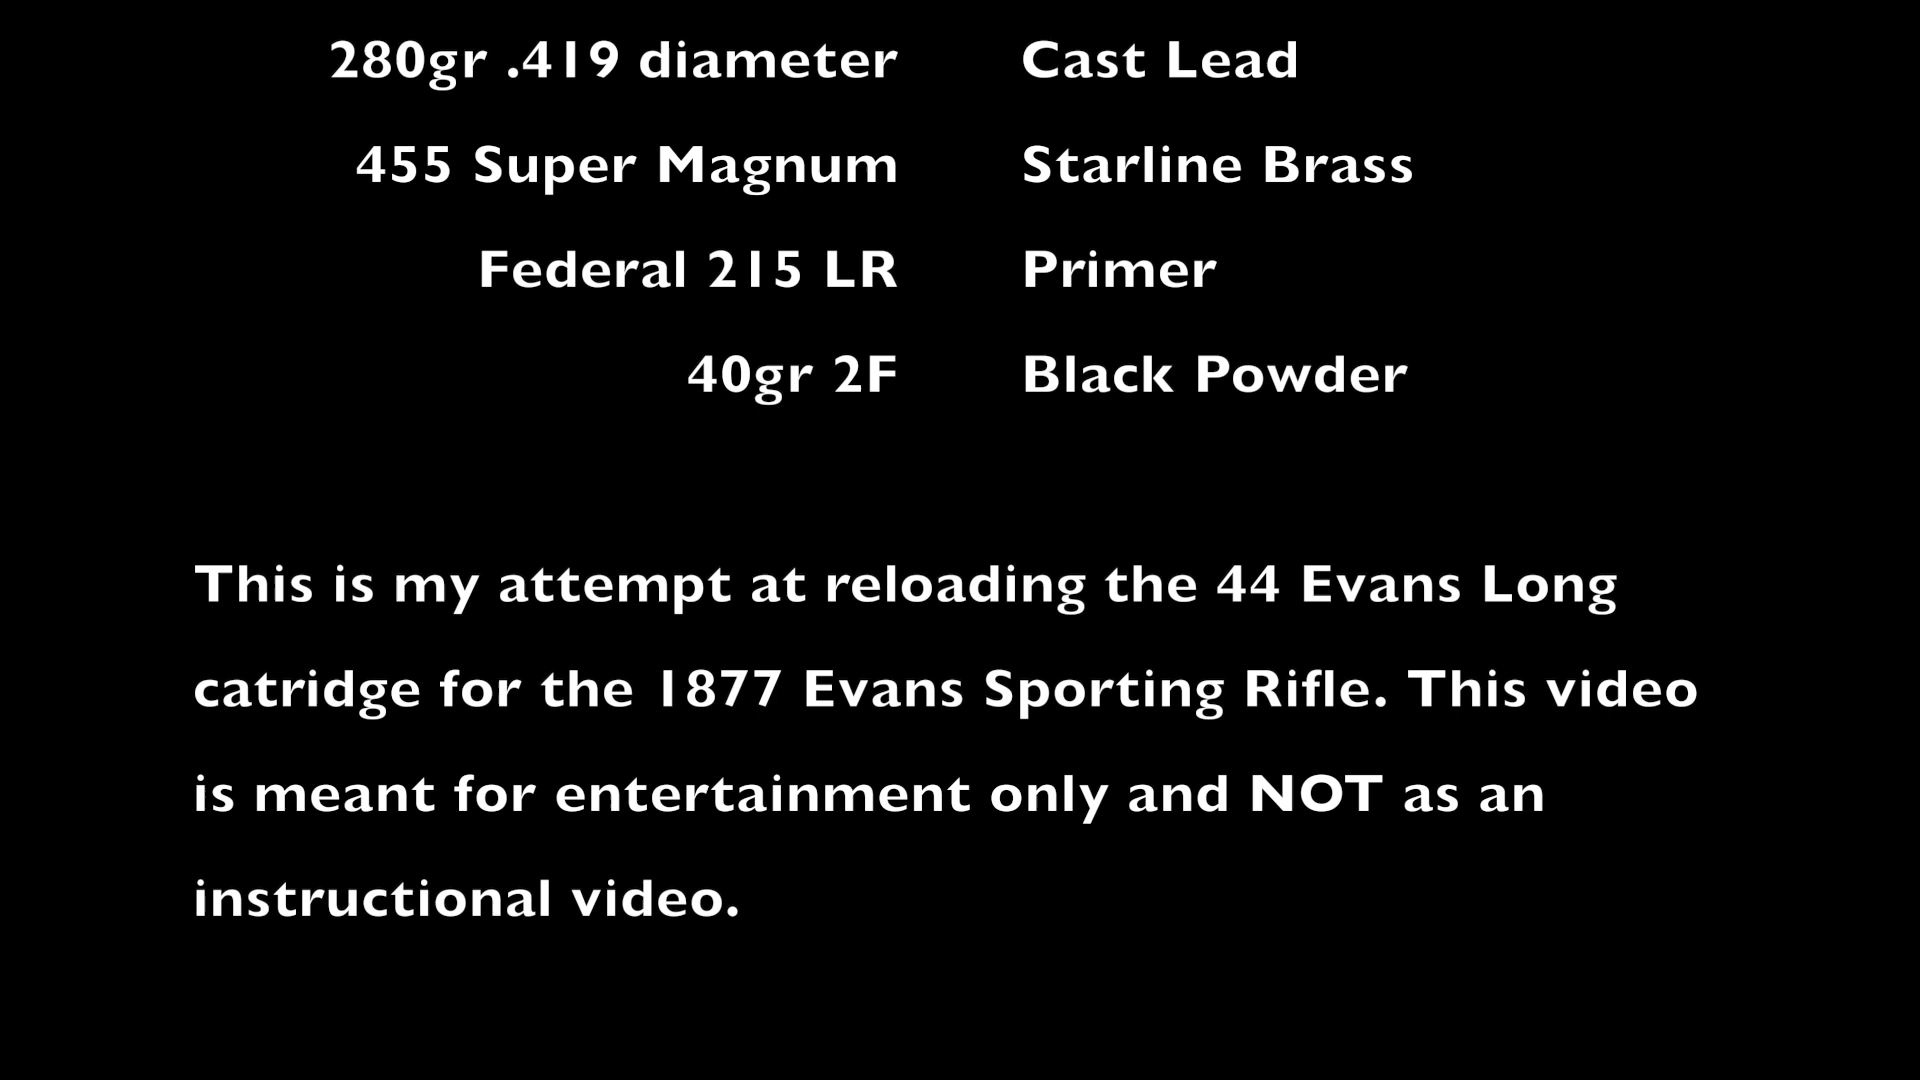 280gr .419 diameter Cast Lead
455 Super Magnum Starline Brass
Federal 215 LR Primer
40gr 2F Black Powder
This is my attempt at reloading the 44 Evans Long
catridge for the 1877 Evans Sporting Rifle. This video
is meant for entertainment only and NOT as an
instructional video.